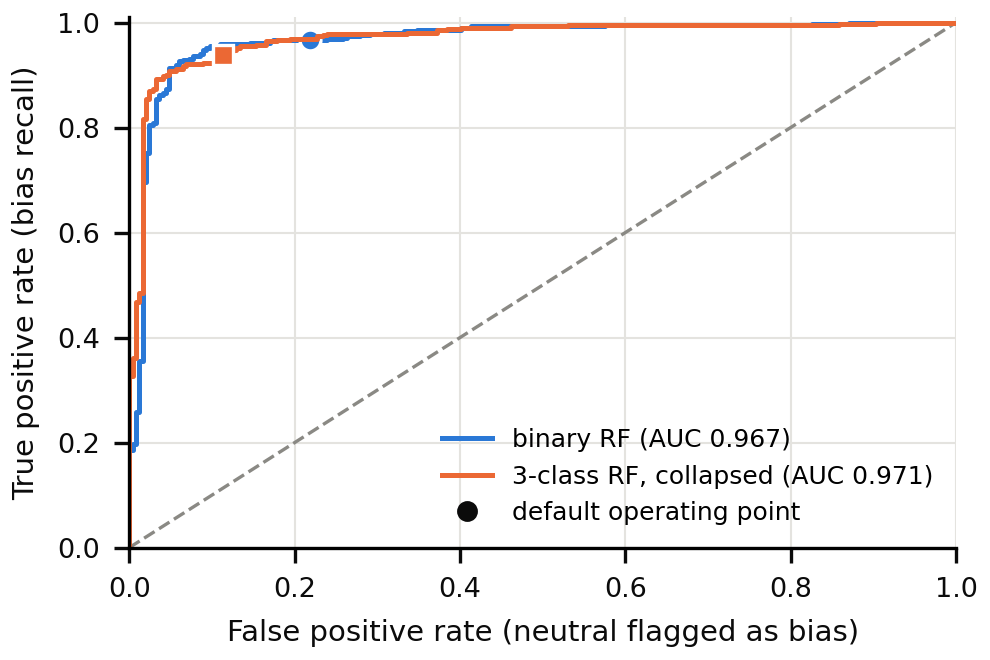 1.0
0.8
0.6
0.4
0.2
0.0
True positive rate (bias recall)
binary RF (AUC 0.967)
3-class RF, collapsed (AUC 0.971)
default operating point
0.0 0.2 0.4 0.6 0.8 1.0
False positive rate (neutral flagged as bias)